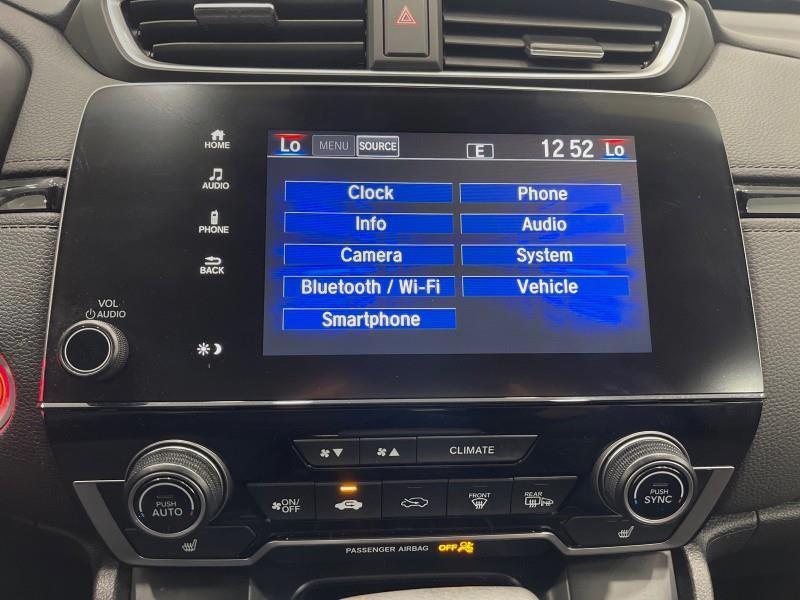 HOME
AUDIO
PHONE
BACK
VOL
AUDIO
Lo MENU SOURCE E 12 52 Lo
Clock Phone
Info Audio
Camera System
Bluetooth / Wi-Fi Vehicle
Smartphone
CLIMATE
PUSH
AUTO
ON/
OFF
FRONT
REAR
PUSH
SYNC
PASSENGER AIRBAG OFF